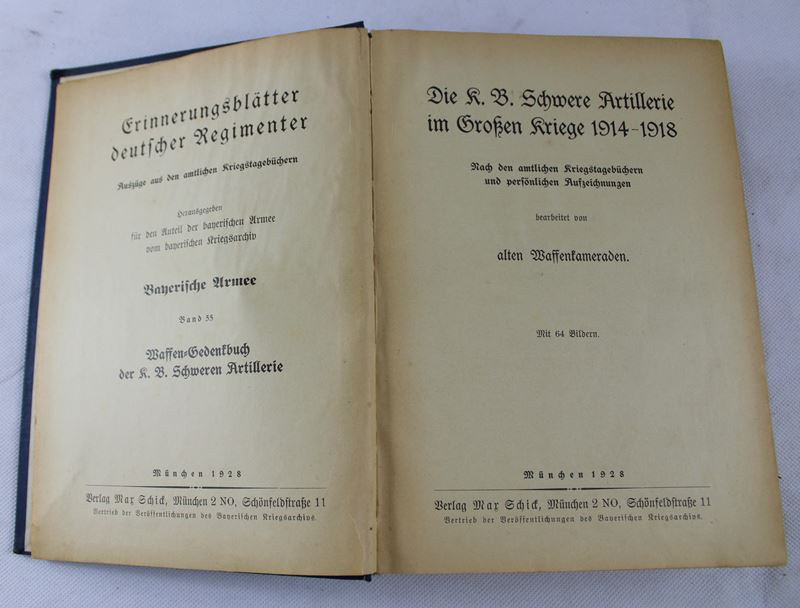 Erinnerungsblätter
deutscher Regimenter
Auszüge aus den amtlichen Kriegstagebüchern
Herausgegeben
für den Anteil der bayerischen Armee
vom bayerischen Kriegsarchiv
Bayerische Armee
Band 55
Waffen-Gedenkbuch
der K. B. Schweren Artillerie
München 1928
Verlag Max Schick, München 2 NO, Schönfeldstraße 11
Vertrieb der Veröffentlichungen des Bayerischen Kriegsarchivs.
Die K. B. Schwere Artillerie
im Großen Kriege 1914-1918
Nach den amtlichen Kriegstagebüchern
und persönlichen Aufzeichnungen
bearbeitet von
alten Waffenkameraden.
Mit 64 Bildern.
München 1928
Verlag Max Schick, München 2 NO, Schönfeldstraße 11
Vertrieb der Veröffentlichungen des Bayerischen Kriegsarchivs.